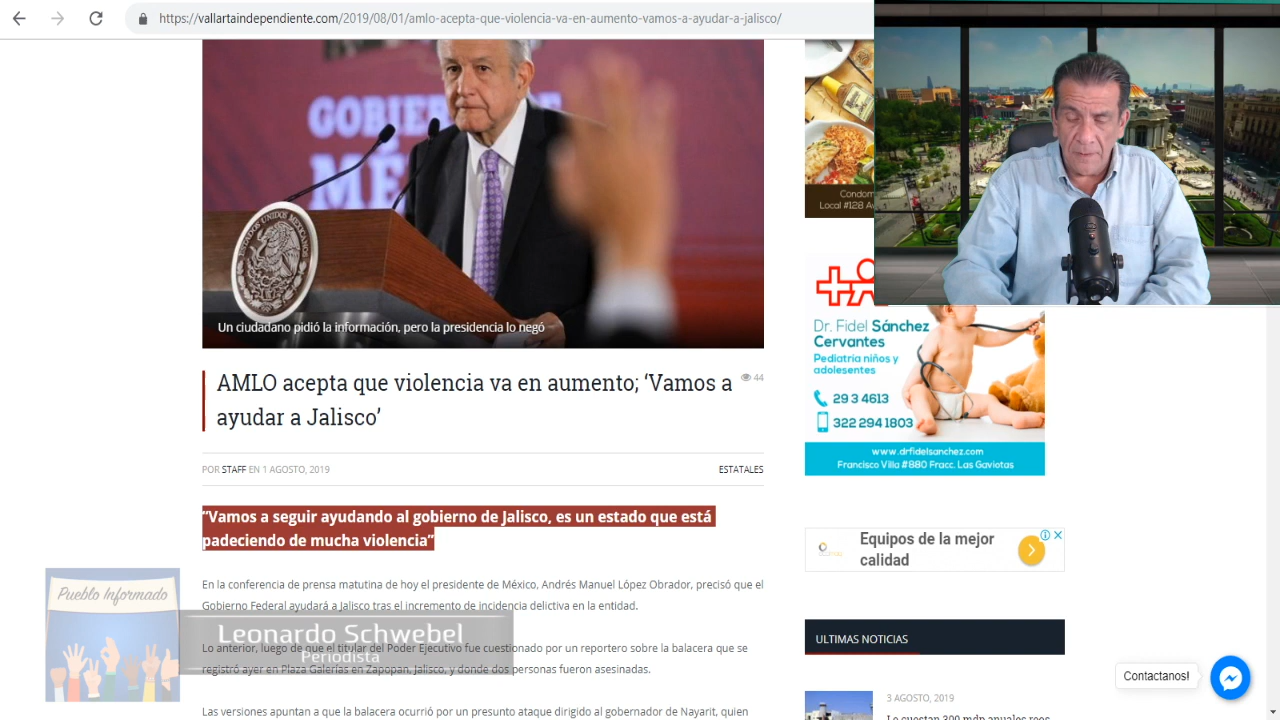 https://vallartaindependiente.com/2019/08/01/amlo-acepta-que-violencia-va-en-aumento-vamos-a-ayudar-a-jalisco/
GOBIE
MÉ
ESTADOS UNIDOS MEXICANOS
Un ciudadano pidió la información, pero la presidencia lo negó
AMLO acepta que violencia va en aumento; ‘Vamos a
ayudar a Jalisco’
44
POR STAFF EN 1 AGOSTO, 2019
ESTATALES
“Vamos a seguir ayudando al gobierno de Jalisco, es un estado que está
padeciendo de mucha violencia”
En la conferencia de prensa matutina de hoy el presidente de México, Andrés Manuel López Obrador, precisó que el
Gobierno Federal ayudará a Jalisco tras el incremento de incidencia delictiva en la entidad.
Lo anterior, luego de que el titular del Poder Ejecutivo fue cuestionado por un reportero sobre la balacera que se
registró ayer en Plaza Galerías en Zapopan, Jalisco, y donde dos personas fueron asesinadas.
Las versiones apuntan a que la balacera ocurrió por un presunto ataque dirigido al gobernador de Nayarit, quien
Pueblo Informado
Leonardo Schwebel
Periodista
Condom
Local #128 A
Dr. Fidel Sánchez
Cervantes
Pediatría niños y
adolescentes
29 3 4613
322 294 1803
www.drfidelsanchez.com
Francisco Villa #880 Fracc. Las Gaviotas
Equipos de la mejor
calidad
ULTIMAS NOTICIAS
3 AGOSTO, 2019
Le cuestan 300 mdp anuales reos
Contactanos!